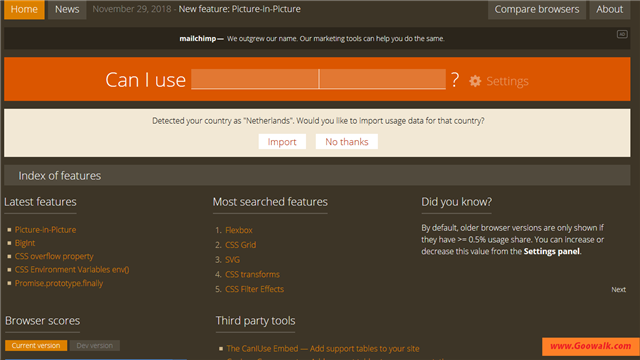 Home News November 29, 2018 - New feature: Picture-in-Picture Compare browsers About
mailchimp — We outgrew our name. Our marketing tools can help you do the same.
AD
Can I use ? Settings
Detected your country as "Netherlands". Would you like to import usage data for that country?
Import No thanks
Index of features
Latest features
Picture-in-Picture
BigInt
CSS overflow property
CSS Environment Variables env()
Promise.prototype.finally
Most searched features
1. Flexbox
2. CSS Grid
3. SVG
4. CSS transforms
5. CSS Filter Effects
Did you know?
By default, older browser versions are only shown if
they have >= 0.5% usage share. You can increase or
decrease this value from the Settings panel.
Next
Browser scores
Current version Dev version
Third party tools
The CanIUse Embed — Add support tables to your site
www.Goowalk.com